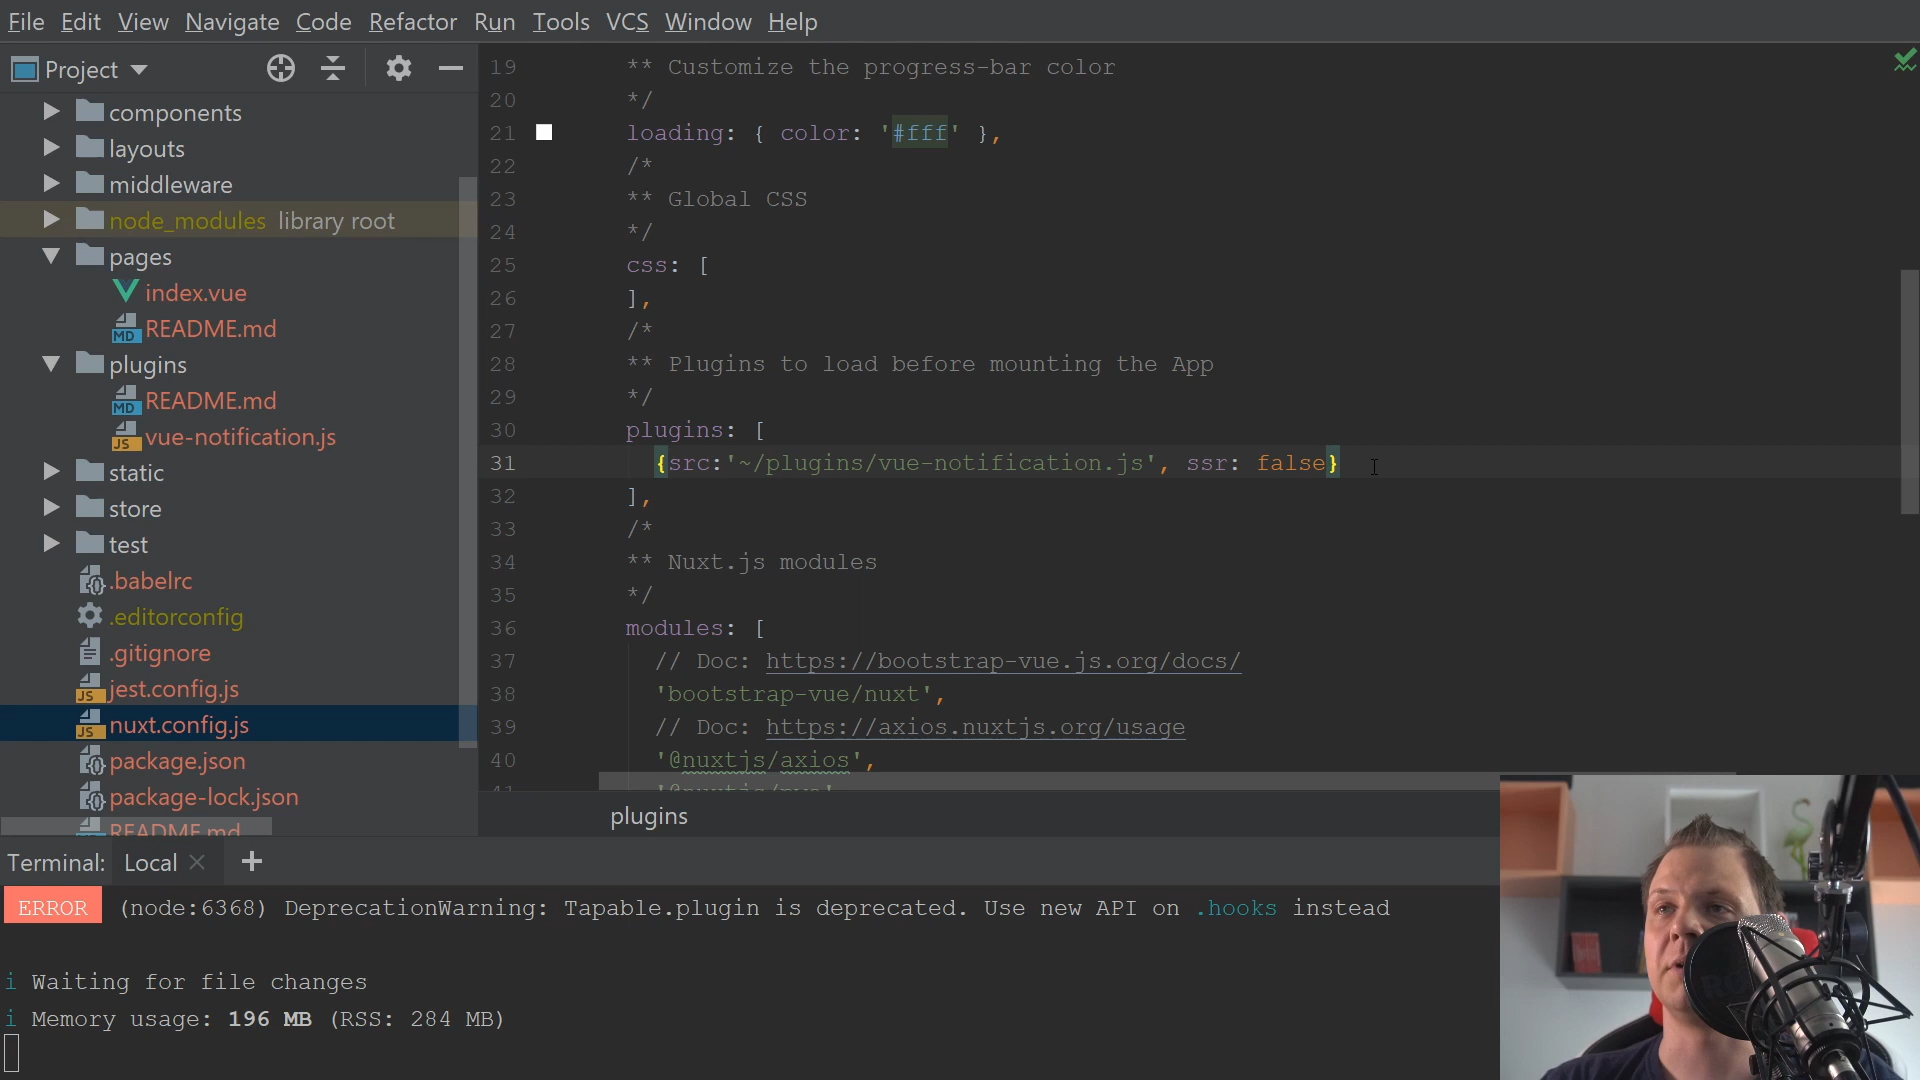 File Edit View Navigate Code Refactor Run Tools VCS Window Help
Project
components
layouts
middleware
node_modules library root
pages
index.vue
MD README.md
plugins
MD README.md
JS vue-notification.js
static
store
test
.babelrc
.editorconfig
.gitignore
JS jest.config.js
JS nuxt.config.js
package.json
package-lock.json
README.md
19 ** Customize the progress-bar color
20 */
21 loading: { color: '#fff' },
22 /*
23 ** Global CSS
24 */
25 css: [
26 ],
27 /*
28 ** Plugins to load before mounting the App
29 */
30 plugins: [
31 {src:'~/plugins/vue-notification.js', ssr: false}
32 ],
33 /*
34 ** Nuxt.js modules
35 */
36 modules: [
37 // Doc: https://bootstrap-vue.js.org/docs/
38 'bootstrap-vue/nuxt',
39 // Doc: https://axios.nuxtjs.org/usage
40 '@nuxtjs/axios',
plugins
Terminal: Local +
ERROR (node:6368) DeprecationWarning: Tapable.plugin is deprecated. Use new API on .hooks instead
i Waiting for file changes
i Memory usage: 196 MB (RSS: 284 MB)